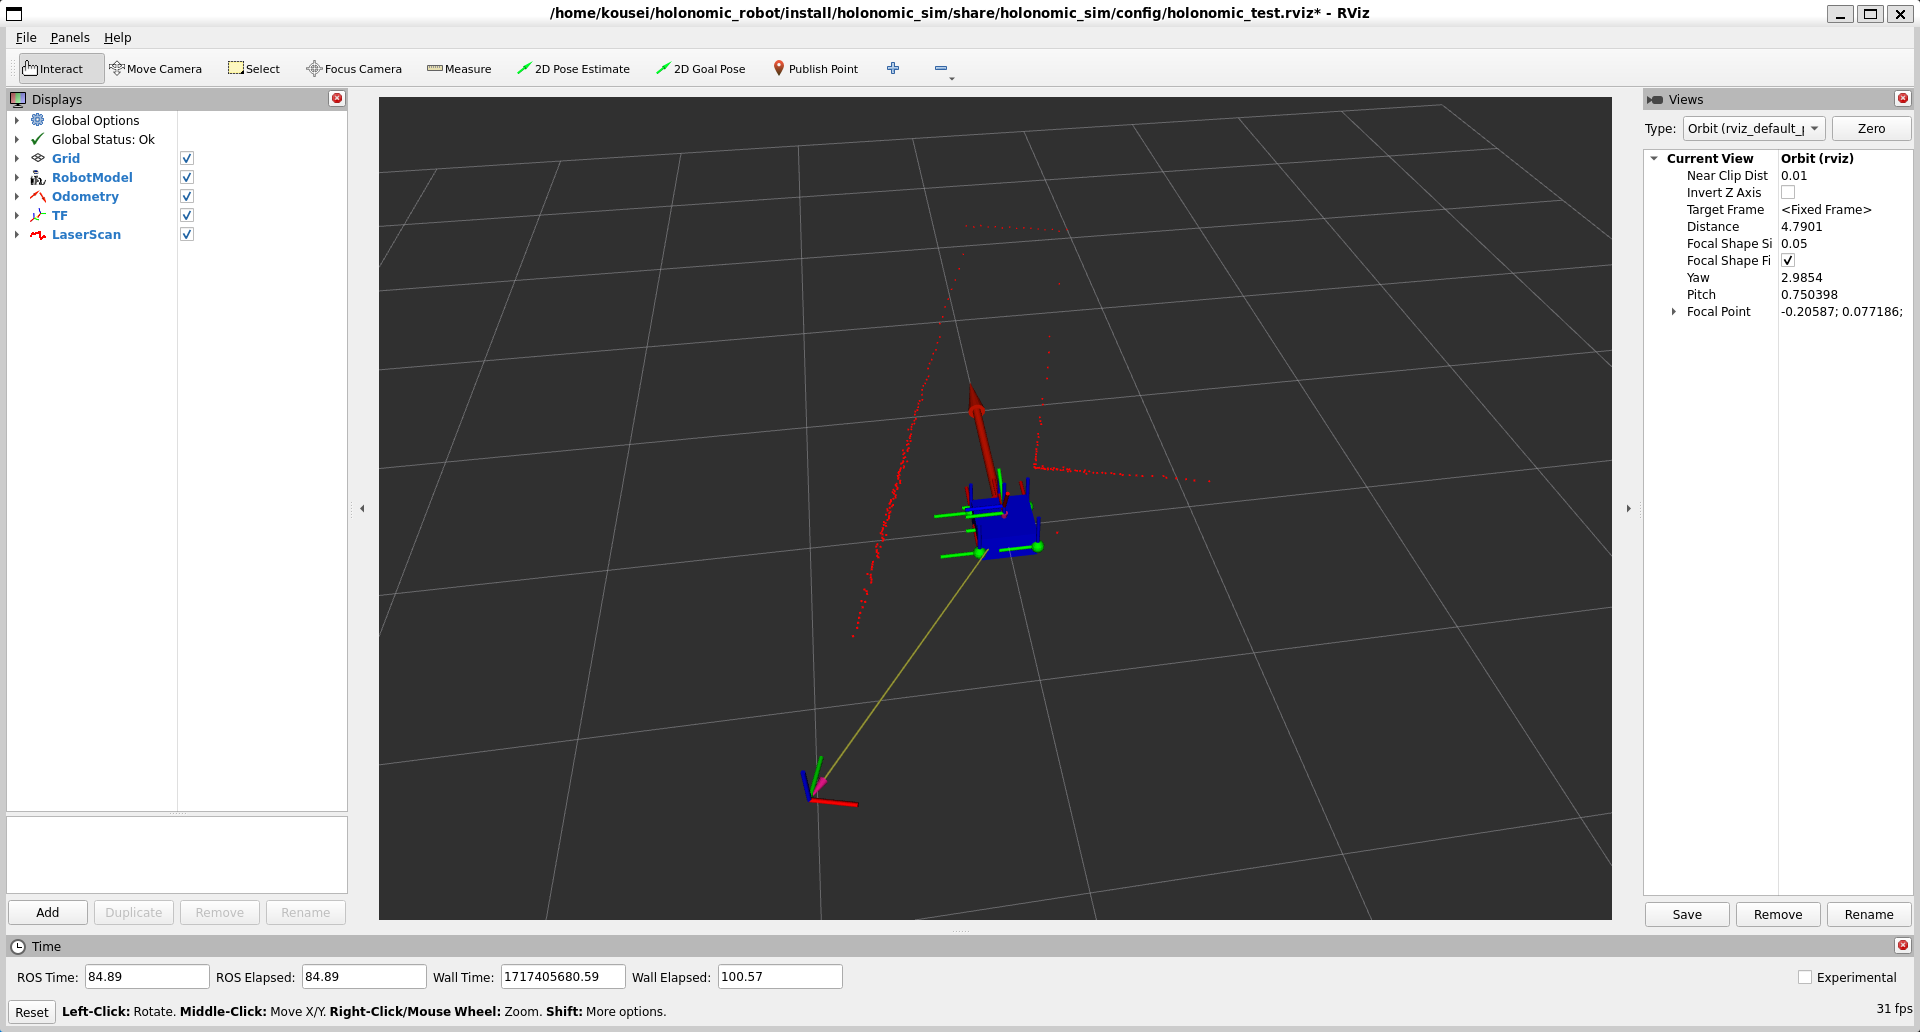 /home/kousei/holonomic_robot/install/holonomic_sim/share/holonomic_sim/config/holonomic_test.rviz* - RViz
File Panels Help
Interact Move Camera Select Focus Camera Measure 2D Pose Estimate 2D Goal Pose Publish Point
Displays
Global Options
Global Status: Ok
Grid
RobotModel
Odometry
TF
LaserScan
Add Duplicate Remove Rename
Views
Type: Orbit (rviz_default_ Zero
Current View Orbit (rviz)
Near Clip Dist 0.01
Invert Z Axis
Target Frame <Fixed Frame>
Distance 4.7901
Focal Shape Si 0.05
Focal Shape Fi
Yaw 2.9854
Pitch 0.750398
Focal Point -0.20587; 0.077186;
Save Remove Rename
Time
ROS Time: 84.89 ROS Elapsed: 84.89 Wall Time: 1717405680.59 Wall Elapsed: 100.57 Experimental
Reset Left-Click: Rotate. Middle-Click: Move X/Y. Right-Click/Mouse Wheel: Zoom. Shift: More options. 31 fps